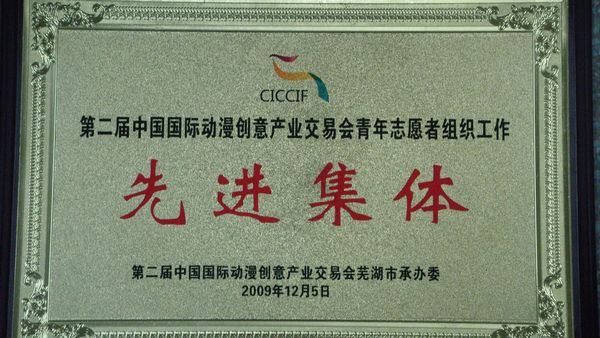 CICCIF
第二届中国国际动漫创意产业交易会青年志愿者组织工作
先进集体
第二届中国国际动漫创意产业交易会芜湖市承办委
2009年12月5日